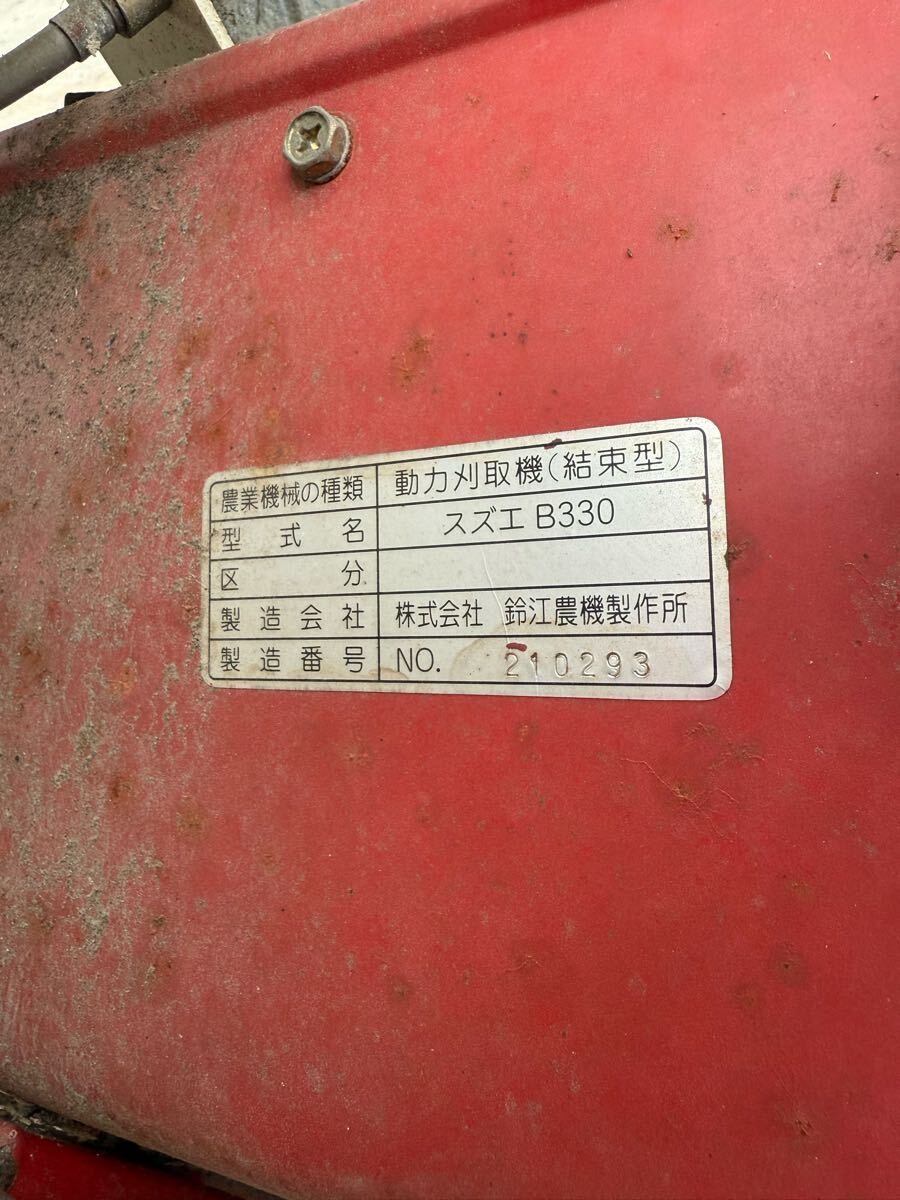 農業機械の種類 動力刈取機(結束型)
型式名 スズエ B330
区分
製造会社 株式会社 鈴江農機製作所
製造番号 NO. 210293